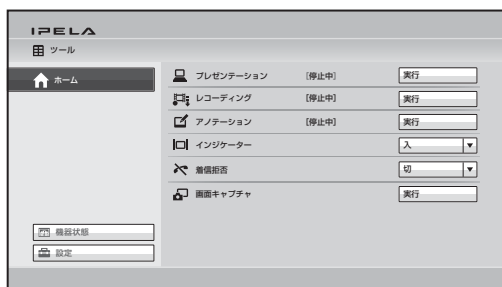 IPELA
ツール
ホーム
プレゼンテーション [停止中] 実行
レコーディング [停止中] 実行
アノテーション [停止中] 実行
インジケーター 入
着信拒否 切
画面キャプチャ 実行
機器状態
設定